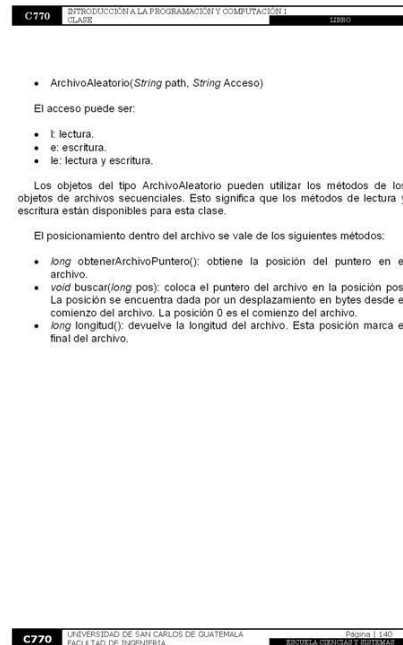 C770 INTRODUCCIÓN A LA PROGRAMACIÓN Y COMPUTACIÓN 1
CLASE LIBRO
• ArchivoAleatorio(String path, String Acceso)
El acceso puede ser:
• l: lectura.
• e: escritura.
• le: lectura y escritura.
Los objetos del tipo ArchivoAleatorio pueden utilizar los métodos de los
objetos de archivos secuenciales. Esto significa que los métodos de lectura y
escritura están disponibles para esta clase.
El posicionamiento dentro del archivo se vale de los siguientes métodos:
• long obtenerArchivoPuntero(): obtiene la posición del puntero en e
archivo.
• void buscar(long pos): coloca el puntero del archivo en la posición pos
La posición se encuentra dada por un desplazamiento en bytes desde e
comienzo del archivo. La posición 0 es el comienzo del archivo.
• long longitud(): devuelve la longitud del archivo. Esta posición marca e
final del archivo.
C770 UNIVERSIDAD DE SAN CARLOS DE GUATEMALA Página | 140
FACULTAD DE INGENIERÍA ESCUELA CIENCIAS Y SISTEMAS